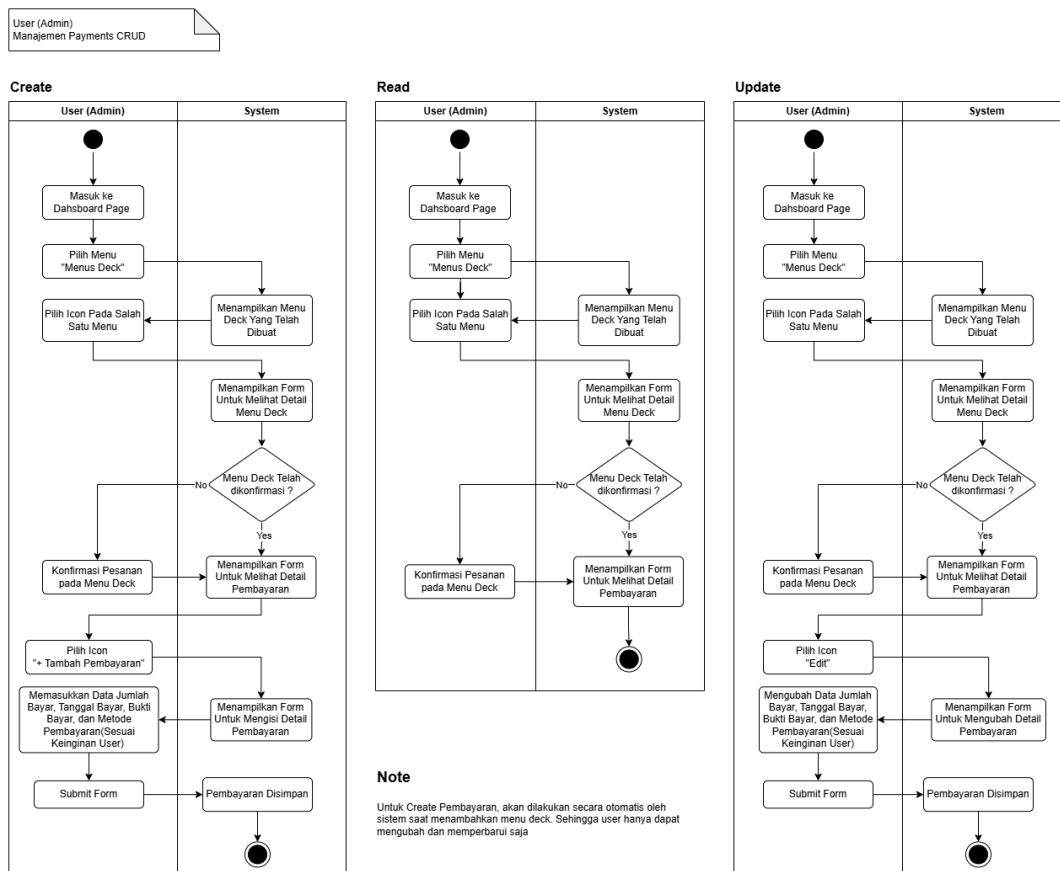 User (Admin)
Manajemen Payments CRUD
Create
User (Admin)
System
Masuk ke
Dahsboard Page
Pilih Menu
"Menus Deck"
Menampilkan Menu
Deck Yang Telah
Dibuat
Pilih Icon Pada Salah
Satu Menu
Menampilkan Form
Untuk Melihat Detail
Menu Deck
Menu Deck Telah
dikonfirmasi ?
No
Yes
Konfirmasi Pesanan
pada Menu Deck
Menampilkan Form
Untuk Melihat Detail
Pembayaran
Pilih Icon
"+ Tambah Pembayaran"
Menampilkan Form
Untuk Mengisi Detail
Pembayaran
Memasukkan Data Jumlah
Bayar, Tanggal Bayar, Bukti
Bayar, dan Metode
Pembayaran(Sesuai
Keinginan User)
Submit Form
Pembayaran Disimpan
Read
User (Admin)
System
Masuk ke
Dahsboard Page
Pilih Menu
"Menus Deck"
Menampilkan Menu
Deck Yang Telah
Dibuat
Pilih Icon Pada Salah
Satu Menu
Menampilkan Form
Untuk Melihat Detail
Menu Deck
Menu Deck Telah
dikonfirmasi ?
No
Yes
Konfirmasi Pesanan
pada Menu Deck
Menampilkan Form
Untuk Melihat Detail
Pembayaran
Note
Untuk Create Pembayaran, akan dilakukan secara otomatis oleh
sistem saat menambahkan menu deck. Sehingga user hanya dapat
mengubah dan memperbarui saja
Update
User (Admin)
System
Masuk ke
Dahsboard Page
Pilih Menu
"Menus Deck"
Menampilkan Menu
Deck Yang Telah
Dibuat
Pilih Icon Pada Salah
Satu Menu
Menampilkan Form
Untuk Melihat Detail
Menu Deck
Menu Deck Telah
dikonfirmasi ?
No
Yes
Konfirmasi Pesanan
pada Menu Deck
Menampilkan Form
Untuk Melihat Detail
Pembayaran
Pilih Icon
"Edit"
Menampilkan Form
Untuk Mengubah Detail
Pembayaran
Mengubah Data Jumlah
Bayar, Tanggal Bayar,
Bukti Bayar, dan Metode
Pembayaran(Sesuai
Keinginan User)
Submit Form
Pembayaran Disimpan